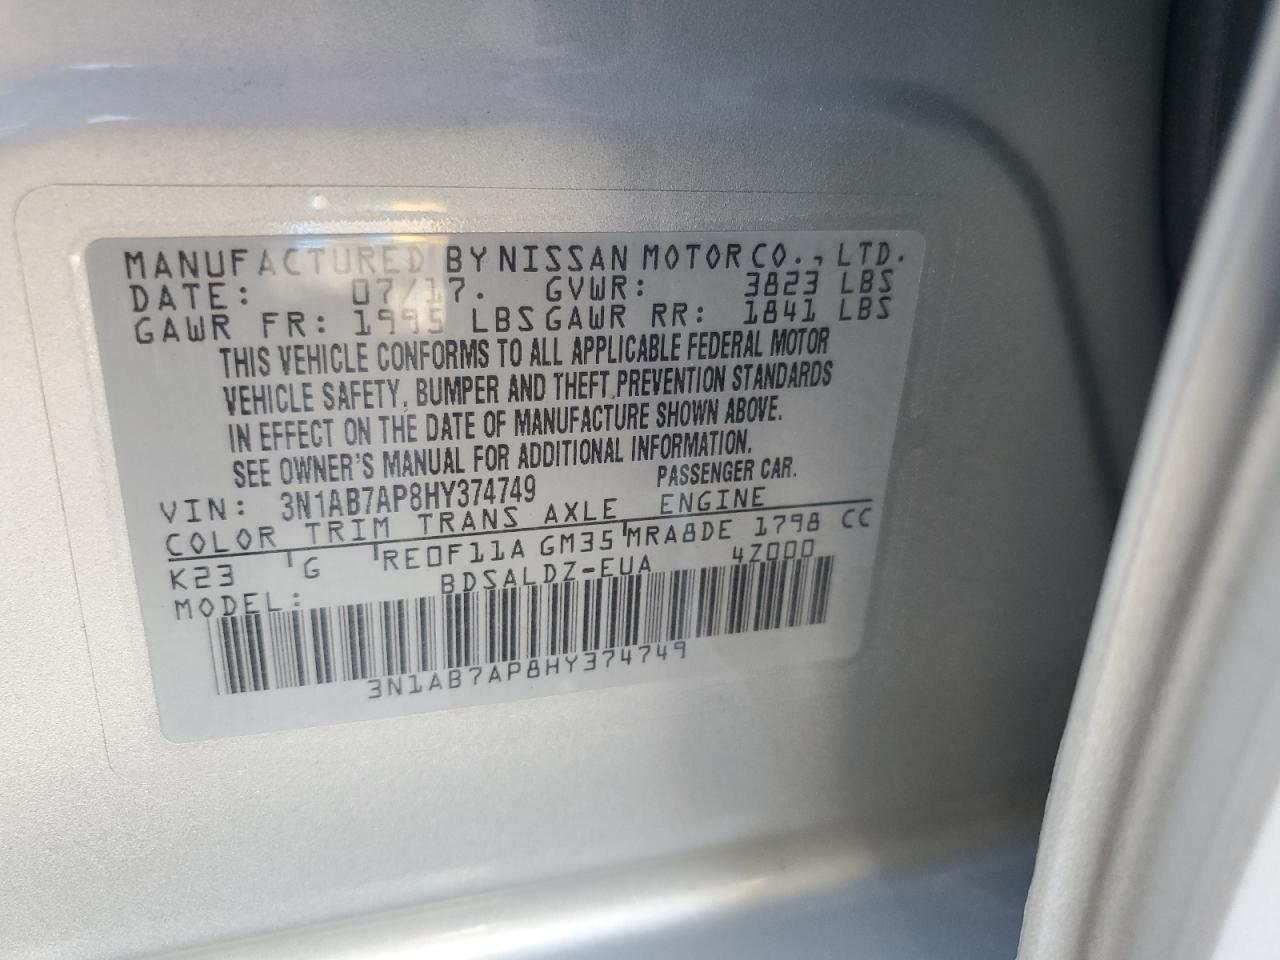 MANUFACTURED BY NISSAN MOTOR CO., LTD.
DATE: 07/17. GVWR: 3823 LBS
GAWR FR: 1995 LBS GAWR RR: 1841 LBS
THIS VEHICLE CONFORMS TO ALL APPLICABLE FEDERAL MOTOR
VEHICLE SAFETY, BUMPER AND THEFT PREVENTION STANDARDS
IN EFFECT ON THE DATE OF MANUFACTURE SHOWN ABOVE.
SEE OWNER'S MANUAL FOR ADDITIONAL INFORMATION.
VIN: 3N1AB7AP8HY374749 PASSENGER CAR.
COLOR TRIM TRANS AXLE ENGINE
K23 G RE0F11A GM35 MRA8DE 1798 CC
MODEL: BDSALDZ-EUA 4Z000
3N1AB7AP8HY374749